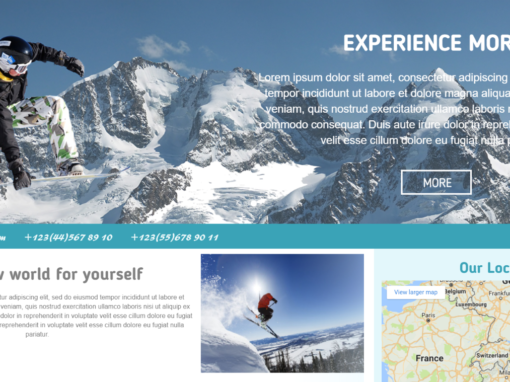 EXPERIENCE MOR
Lorem ipsum dolor sit amet, consectetur adipiscing
tempor incididunt ut labore et dolore magna aliqua
veniam, quis nostrud exercitation ullamco laboris
commodo consequat. Duis aute irure dolor in
velit esse cillum dolore eu fugiat nulla
MORE
+123(44)567 89 10 +123(55)678 90 11
world for yourself
tur adipiscing elit, sed do eiusmod tempor incididunt ut labore et
veniam, quis nostrud exercitation ullamco laboris nisi ut aliquip ex
dolor in reprehenderit in voluptate velit esse cillum dolore eu fugiat
reprehenderit in voluptate velit esse cillum dolore eu fugiat nulla
pariatur.
Our Loc
View larger map
Belgium
Frankfur
Luxembourg
Paris
France
Switzerland
Milan